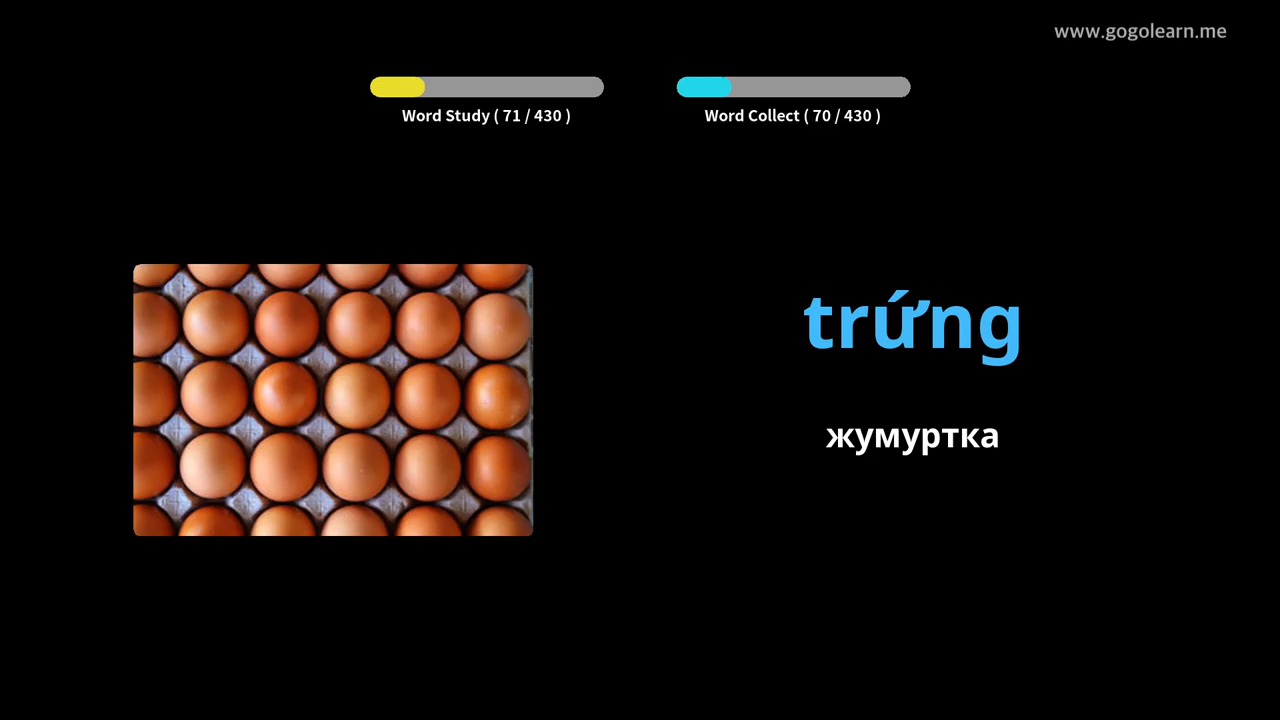 www.gogolearn.me
Word Study ( 71 / 430 )
Word Collect ( 70 / 430 )
trứng
жумуртка